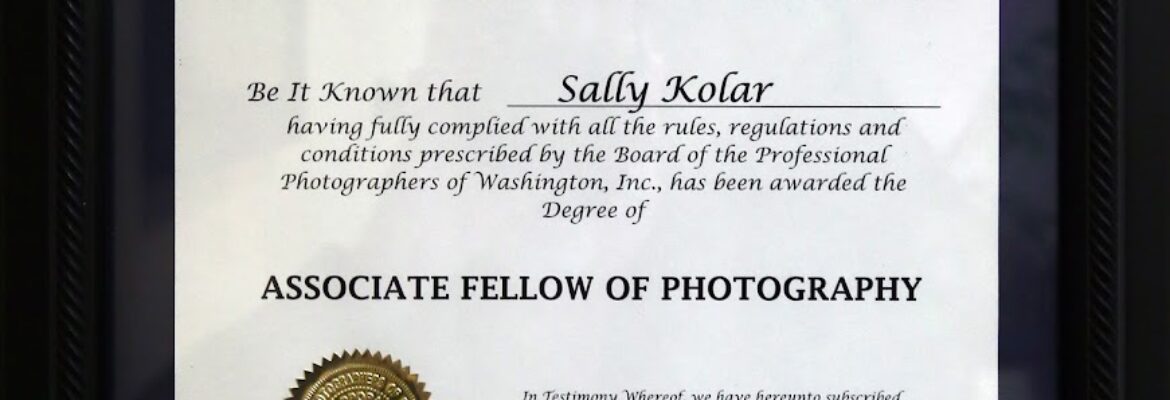 Be It Known that Sally Kolar
having fully complied with all the rules, regulations and
conditions prescribed by the Board of the Professional
Photographers of Washington, Inc., has been awarded the
Degree of
ASSOCIATE FELLOW OF PHOTOGRAPHY
In Testimony Whereof, we have hereunto subscribed